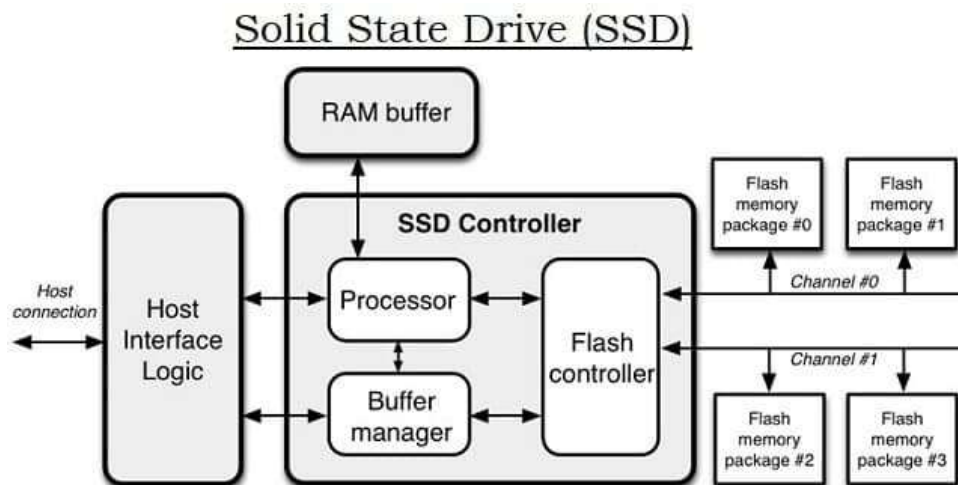 Solid State Drive (SSD)
RAM buffer
SSD Controller
Host
connection
Host
Interface
Logic
Processor
Buffer
manager
Flash
controller
Flash
memory
package #0
Flash
memory
package #1
Channel #0
Channel #1
Flash
memory
package #2
Flash
memory
package #3